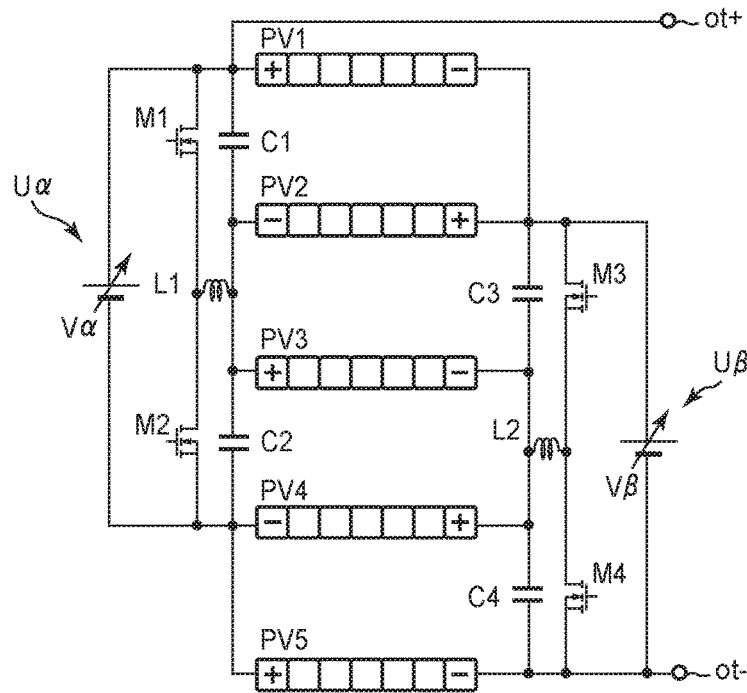 ot+
PV1
+ −
M1
C1
Uα
PV2
− +
M3
L1
C3
Vα
PV3
+ −
Uβ
M2
C2
L2
Vβ
PV4
− +
M4
C4
PV5
+ −
ot-